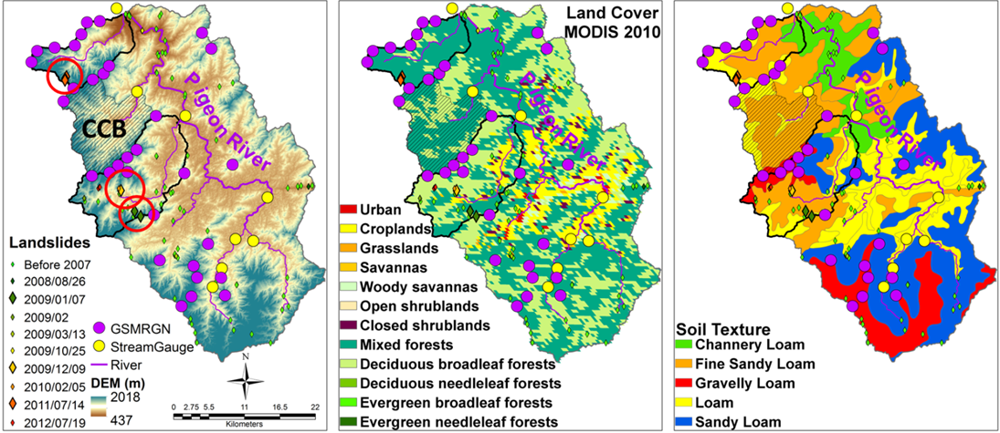 CCB
Pigeon River
Landslides
Before 2007
2008/08/26
2009/01/07
2009/02
2009/03/13
2009/10/25
2009/12/09
2010/02/05
2011/07/14
2012/07/19
GSMRGN
StreamGauge
River
DEM (m)
2018
437
N
0 2.75 5.5 11 16.5 22
Kilometers
Land Cover
MODIS 2010
Pigeon River
Urban
Croplands
Grasslands
Savannas
Woody savannas
Open shrublands
Closed shrublands
Mixed forests
Deciduous broadleaf forests
Deciduous needleleaf forests
Evergreen broadleaf forests
Evergreen needleleaf forests
Pigeon River
Soil Texture
Channery Loam
Fine Sandy Loam
Gravelly Loam
Loam
Sandy Loam